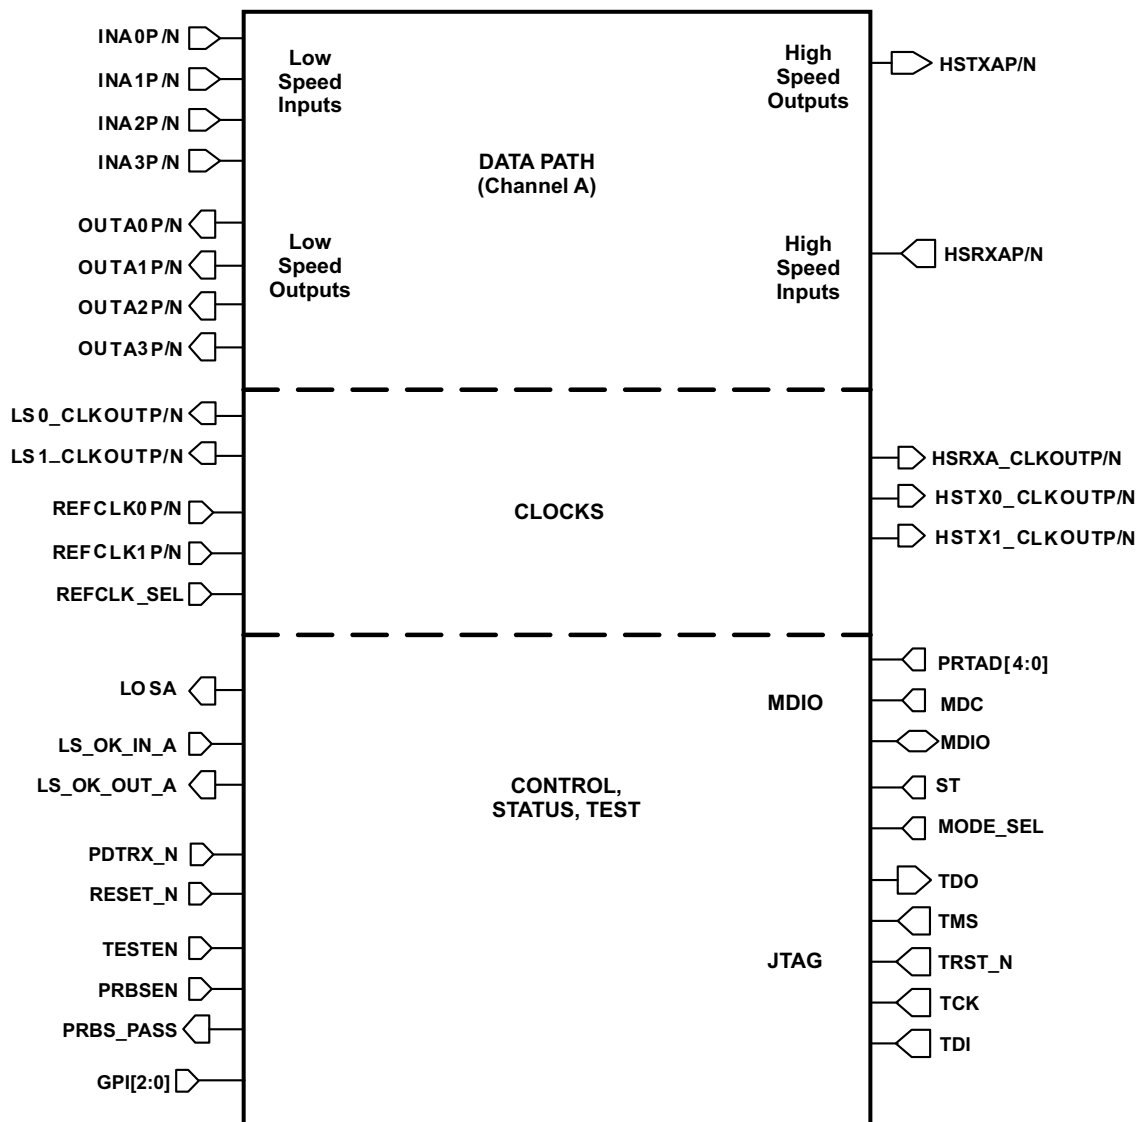 INA0P/N
INA1P/N
INA2P/N
INA3P/N
OUTA0P/N
OUTA1P/N
OUTA2P/N
OUTA3P/N
Low
Speed
Inputs
Low
Speed
Outputs
DATA PATH
(Channel A)
High
Speed
Outputs
High
Speed
Inputs
HSTXAP/N
HSRXAP/N
LS0_CLKOUTP/N
LS1_CLKOUTP/N
REFCLK0P/N
REFCLK1P/N
REFCLK_SEL
CLOCKS
HSRXA_CLKOUTP/N
HSTX0_CLKOUTP/N
HSTX1_CLKOUTP/N
LOSA
LS_OK_IN_A
LS_OK_OUT_A
PDTRX_N
RESET_N
TESTEN
PRBSEN
PRBS_PASS
GPI[2:0]
CONTROL,
STATUS, TEST
MDIO
JTAG
PRTAD[4:0]
MDC
MDIO
ST
MODE_SEL
TDO
TMS
TRST_N
TCK
TDI